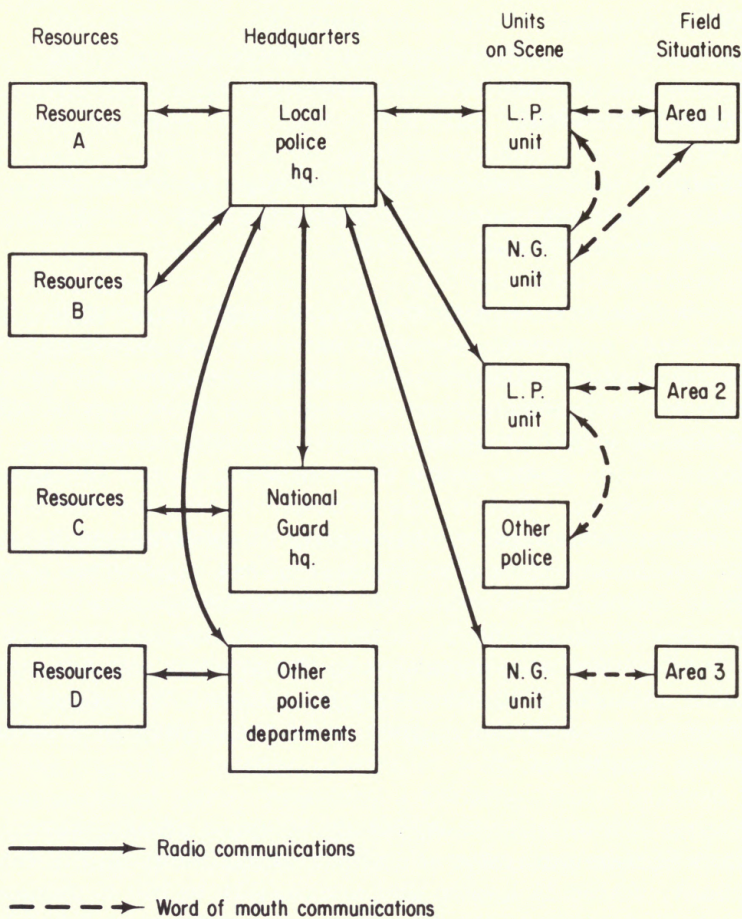 Resources
Headquarters
Units
on Scene
Field
Situations
Resources
A
Local
police
hq.
L. P.
unit
Area 1
N. G.
unit
Resources
B
L. P.
unit
Area 2
Resources
C
National
Guard
hq.
Other
police
Resources
D
Other
police
departments
N. G.
unit
Area 3
Radio communications
Word of mouth communications